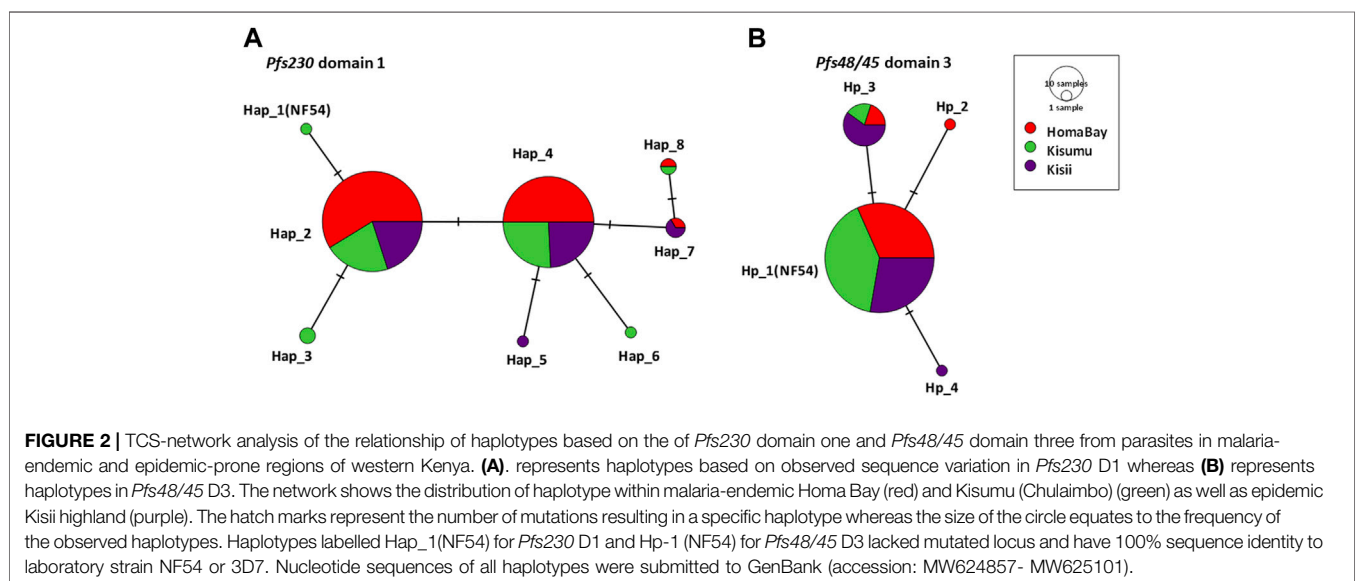 A
Pfs230 domain 1
Hap_1(NF54)
Hap_4
Hap_8
Hap_2
Hap_7
Hap_3
Hap_5
Hap_6
B
Pfs48/45 domain 3
Hp_3
Hp_2
Hp_1(NF54)
Hp_4
10 samples
1 sample
HomaBay
Kisumu
Kisii
FIGURE 2 | TCS-network analysis of the relationship of haplotypes based on the of Pfs230 domain one and Pfs48/45 domain three from parasites in malaria-
endemic and epidemic-prone regions of western Kenya. (A). represents haplotypes based on observed sequence variation in Pfs230 D1 whereas (B) represents
haplotypes in Pfs48/45 D3. The network shows the distribution of haplotype within malaria-endemic Homa Bay (red) and Kisumu (Chulaimbo) (green) as well as epidemic
Kisii highland (purple). The hatch marks represent the number of mutations resulting in a specific haplotype whereas the size of the circle equates to the frequency of
the observed haplotypes. Haplotypes labelled Hap_1(NF54) for Pfs230 D1 and Hp-1 (NF54) for Pfs48/45 D3 lacked mutated locus and have 100% sequence identity to
laboratory strain NF54 or 3D7. Nucleotide sequences of all haplotypes were submitted to GenBank (accession: MW624857- MW625101).